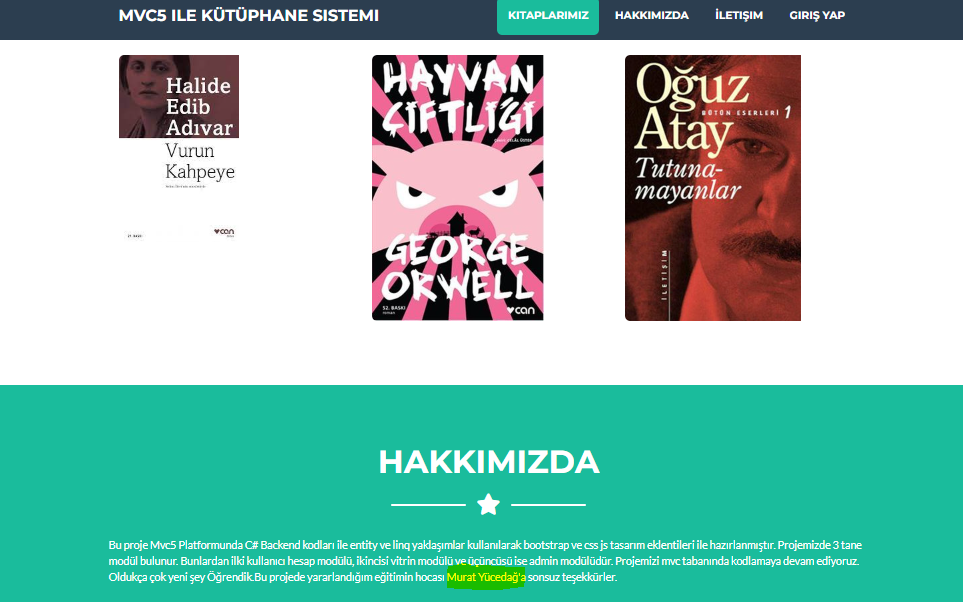 MVC5 ILE KÜTÜPHANE SISTEMI
KITAPLARIMIZ
HAKKIMIZDA
İLETIŞIM
GIRIŞ YAP
Halide
Edib
Adıvar
Vurun
Kahpeye
can
HAYVAN
ÇİFTLİĞİ
GEORGE
ORWELL
52. BASKI
can
Oğuz
BÜTÜN ESERLERİ 1
Atay
Tutuna-
mayanlar
İLETİŞİM
HAKKIMIZDA
Bu proje Mvc5 Platformunda C# Backend kodları ile entity ve linq yaklaşımlar kullanılarak bootstrap ve css js tasarım eklentileri ile hazırlanmıştır. Projemizde 3 tane
modül bulunur. Bunlardan ilki kullanıcı hesap modülü, ikincisi vitrin modülü ve üçüncüsü ise admin modülüdür. Projemizi mvc tabanında kodlamaya devam ediyoruz.
Oldukça çok yeni şey Öğrendik.Bu projede yararlandığım eğitimin hocası Murat Yücedağ'a sonsuz teşekkürler.